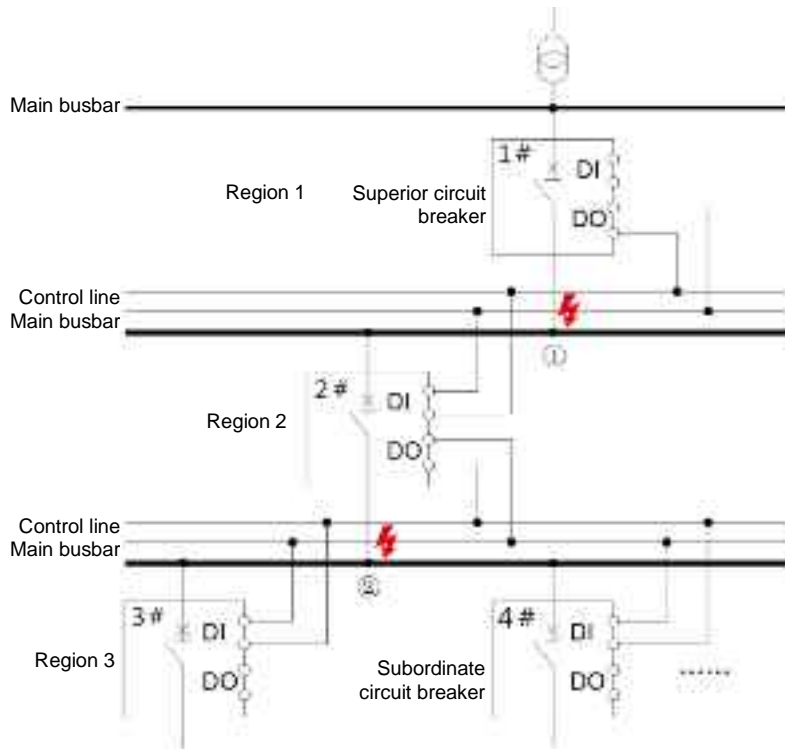 Main busbar
1#
DI
Region 1
Superior circuit
breaker
DO
Control line
Main busbar
①
2#
DI
Region 2
DO
Control line
Main busbar
②
3#
DI
4#
DI
Region 3
DO
Subordinate
circuit breaker
DO